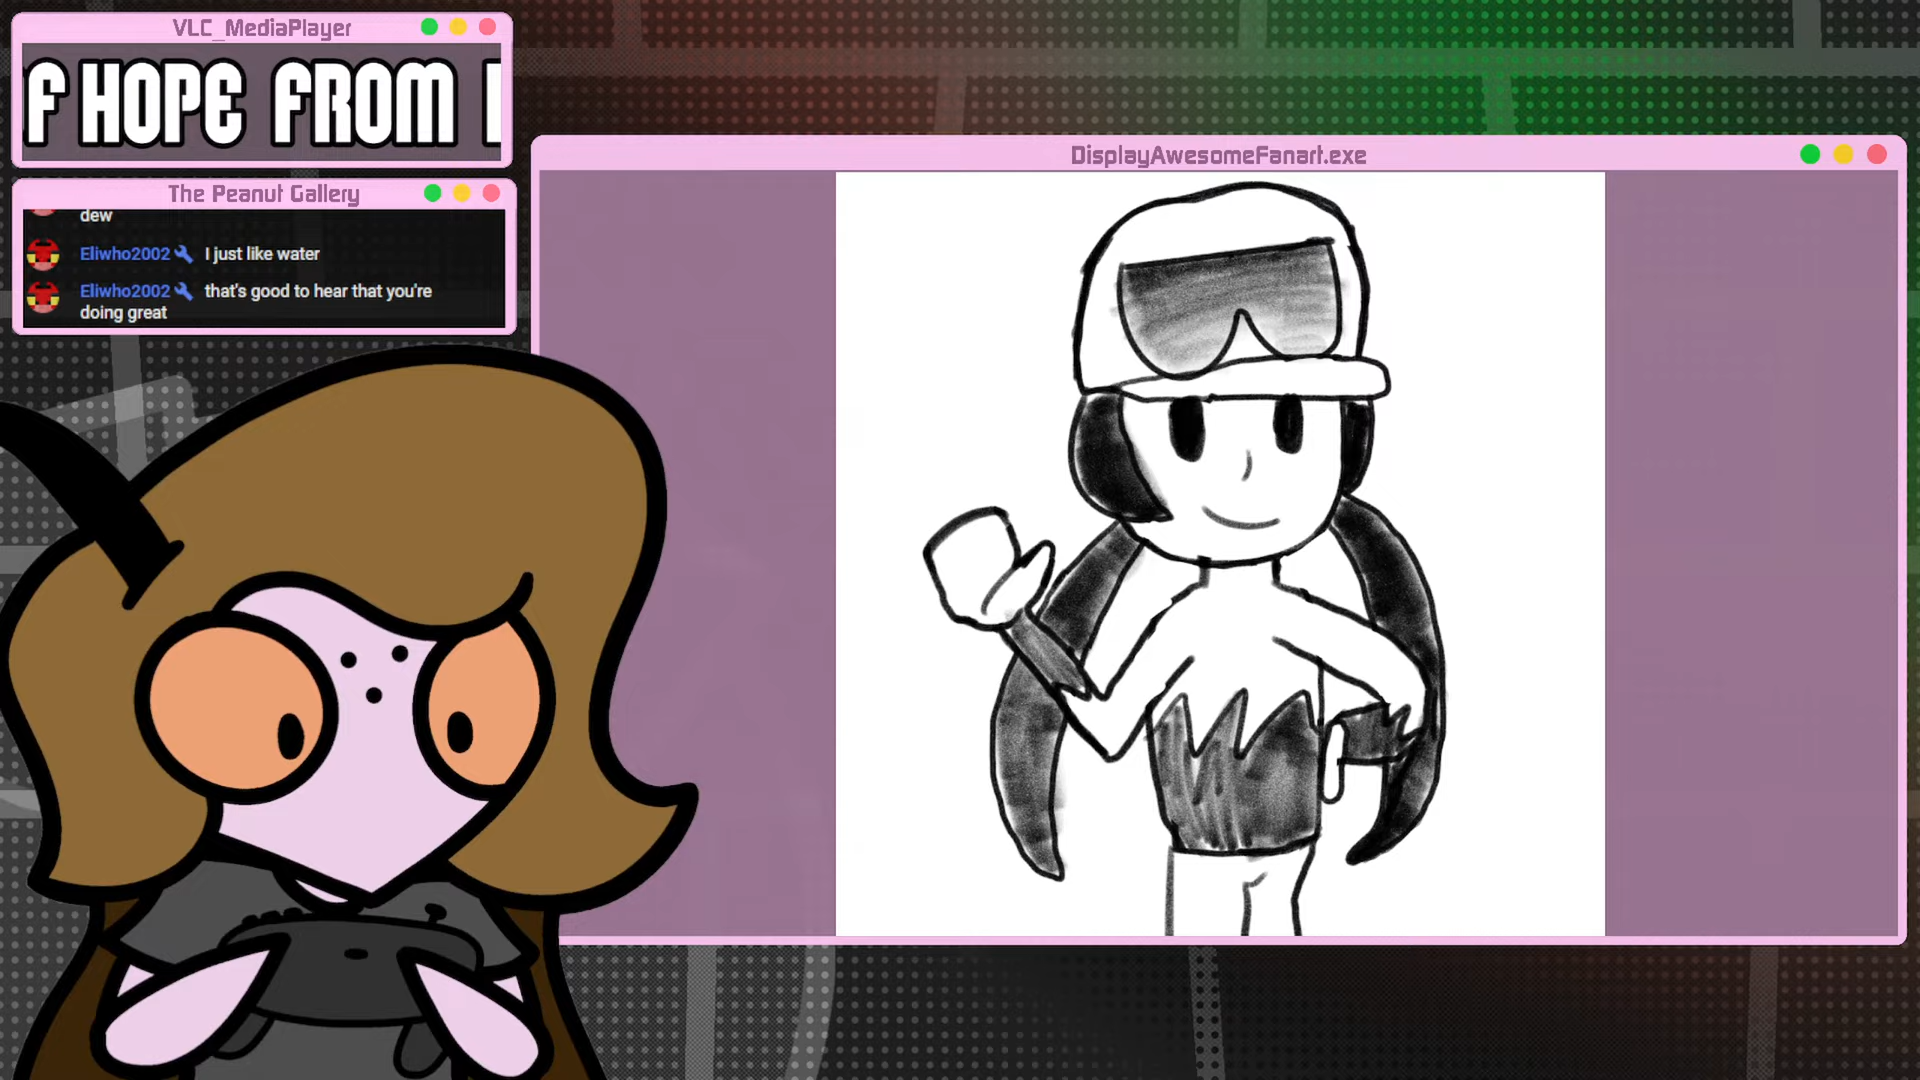 VLC_MediaPlayer
F HOPE FROM
The Peanut Gallery
dew
Eliwho2002 I just like water
Eliwho2002 that's good to hear that you're
doing great
DisplayAwesomeFanart.exe